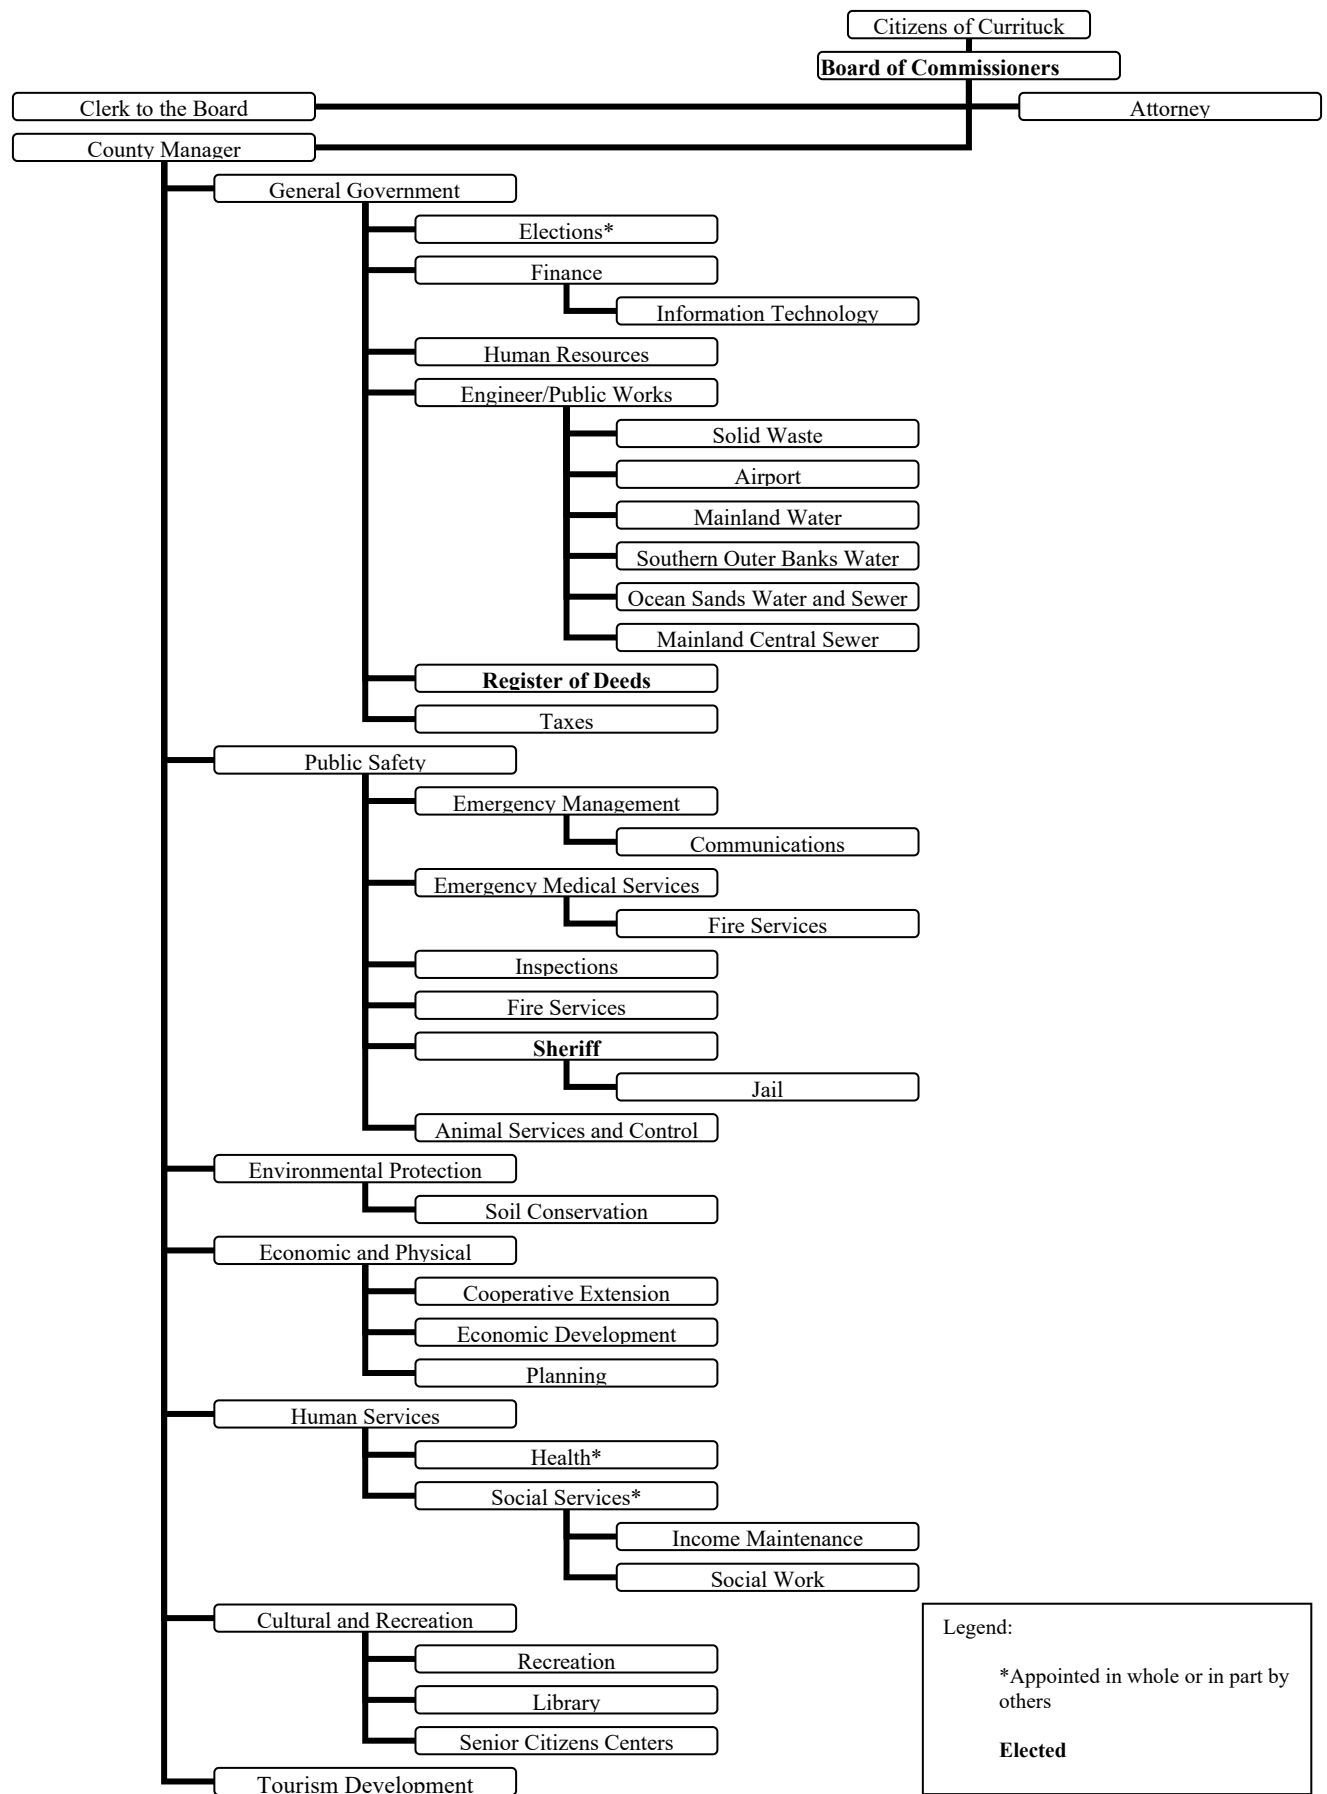 Citizens of Currituck
Board of Commissioners
Clerk to the Board
Attorney
County Manager
General Government
Elections*
Finance
Information Technology
Human Resources
Engineer/Public Works
Solid Waste
Airport
Mainland Water
Southern Outer Banks Water
Ocean Sands Water and Sewer
Mainland Central Sewer
Register of Deeds
Taxes
Public Safety
Emergency Management
Communications
Emergency Medical Services
Fire Services
Inspections
Fire Services
Sheriff
Jail
Animal Services and Control
Environmental Protection
Soil Conservation
Economic and Physical
Cooperative Extension
Economic Development
Planning
Human Services
Health*
Social Services*
Income Maintenance
Social Work
Cultural and Recreation
Recreation
Library
Senior Citizens Centers
Tourism Development
Legend:
*Appointed in whole or in part by
others
Elected